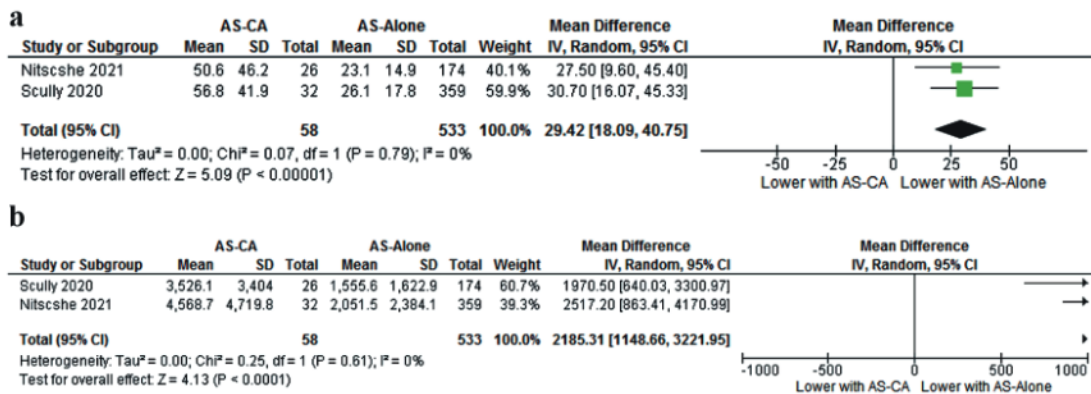 a
AS-CA AS-Alone Mean Difference Mean Difference
Study or Subgroup Mean SD Total Mean SD Total Weight IV, Random, 95% CI IV, Random, 95% CI
Nitscshe 2021 50.6 46.2 26 23.1 14.9 174 40.1% 27.50 [9.60, 45.40]
Scully 2020 56.8 41.9 32 26.1 17.8 359 59.9% 30.70 [16.07, 45.33]
Total (95% CI) 58 533 100.0% 29.42 [18.09, 40.75]
Heterogeneity: Tau² = 0.00; Chi² = 0.07, df = 1 (P = 0.79); I² = 0%
Test for overall effect: Z = 5.09 (P < 0.00001)
-50 -25 0 25 50
Lower with AS-CA Lower with AS-Alone
b
AS-CA AS-Alone Mean Difference Mean Difference
Study or Subgroup Mean SD Total Mean SD Total Weight IV, Random, 95% CI IV, Random, 95% CI
Scully 2020 3,526.1 3,404 26 1,555.6 1,622.9 174 60.7% 1970.50 [640.03, 3300.97]
Nitscshe 2021 4,568.7 4,719.8 32 2,051.5 2,384.1 359 39.3% 2517.20 [863.41, 4170.99]
Total (95% CI) 58 533 100.0% 2185.31 [1148.66, 3221.95]
Heterogeneity: Tau² = 0.00; Chi² = 0.25, df = 1 (P = 0.61); I² = 0%
Test for overall effect: Z = 4.13 (P < 0.0001)
-1000 -500 0 500 1000
Lower with AS-CA Lower with AS-Alone